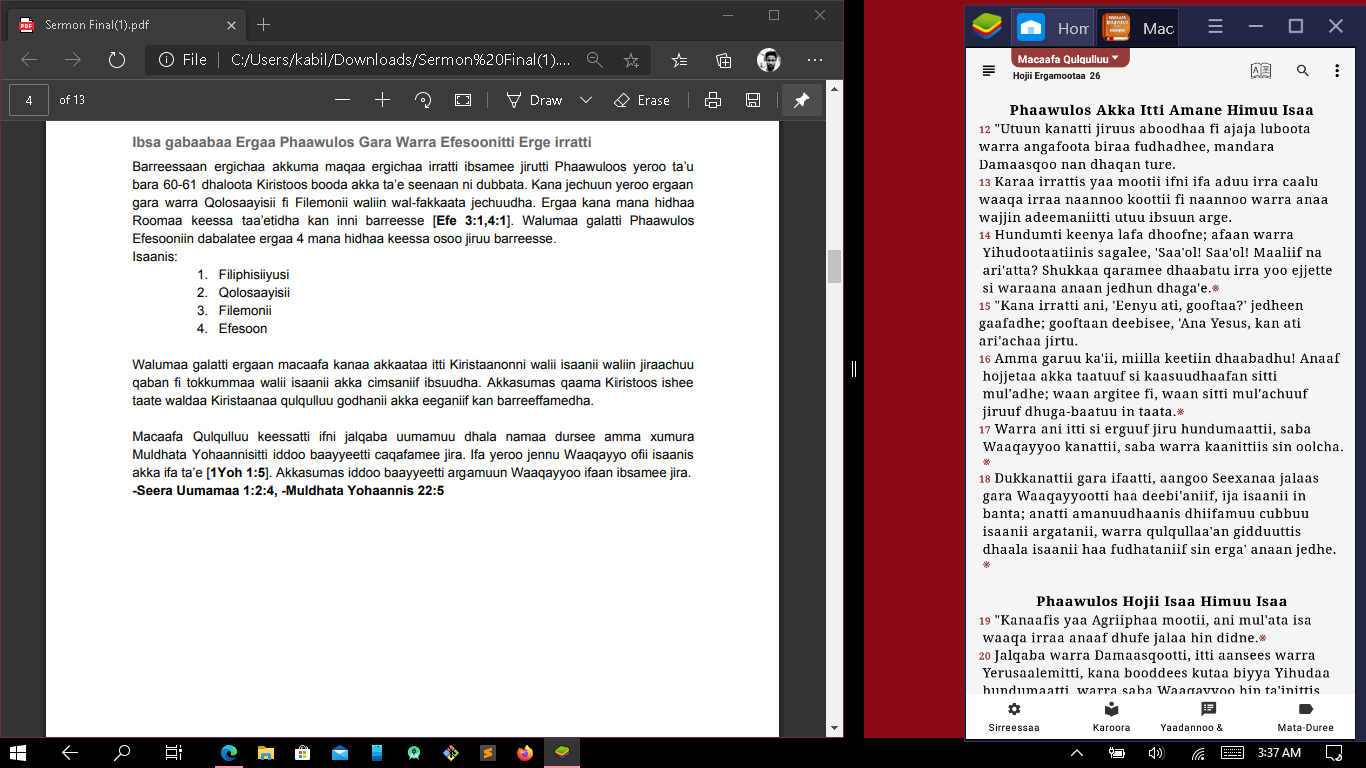 Sermon Final(1).pdf
File
C:/Users/kabil/Downloads/Sermon%20Final(1)....
4
of 13
Draw
Erase
Ibsa gabaabaa Ergaa Phaawulos Gara Warra Efesoonitti Erge irratti
Barreessaan ergichaa akkuma maqaa ergichaa irratti ibsamee jirutti Phaawuloos yeroo ta'u
bara 60-61 dhaloota Kiristoos booda akka ta'e seenaan ni dubbata. Kana jechuun yeroo ergaan
gara warra Qolosaayisii fi Filemonii waliin wal-fakkaata jechuudha. Ergaa kana mana hidhaa
Roomaa keessa taa'etidha kan inni barreesse [Efe 3:1,4:1]. Walumaa galatti Phaawulos
Efesooniin dabalatee ergaa 4 mana hidhaa keessa osoo jiruu barreesse.
Isaanis:
1. Filiphisiiyusi
2. Qolosaayisii
3. Filemonii
4. Efesoon
Walumaa galatti ergaan macaafa kanaa akkaataa itti Kiristaanonni walii isaanii waliin jiraachuu
qaban fi tokkummaa walii isaanii akka cimsaniif ibsuudha. Akkasumas qaama Kiristoos ishee
taate waldaa Kiristaanaa qulqulluu godhanii akka eeganiif kan barreeffamedha.
Macaafa Qulqulluu keessatti ifni jalqaba uumamuu dhala namaa dursee amma xumura
Muldhata Yohaannisitti iddoo baayyeetti caqafamee jira. Ifa yeroo jennu Waaqayyo ofii isaanis
akka ifa ta'e [1Yoh 1:5]. Akkasumas iddoo baayyeetti argamuun Waaqayyoo ifaan ibsamee jira.
-Seera Uumamaa 1:2:4, -Muldhata Yohaannis 22:5
Hom
Mac
Macaafa Qulqulluu
Hojii Ergamootaa 26
Phaawulos Akka Itti Amane Himuu Isaa
12 "Utuun kanatti jiruus aboodhaa fi ajaja luboota
warra angafoota biraa fudhadhee, mandara
Damaasqoo nan dhaqan ture.
13 Karaa irrattis yaa mootii ifni ifa aduu irra caalu
waaqa irraa naannoo koottii fi naannoo warra anaa
wajjin adeemaniitti utuu ibsuun arge.
14 Hundumti keenya lafa dhoofne; afaan warra
Yihudootaatiinis sagalee, 'Saa'ol! Saa'ol! Maaliif na
ari'atta? Shukkaa qaramee dhaabatu irra yoo ejjette
si waraana anaan jedhun dhaga'e.※
15 "Kana irratti ani, 'Eenyu ati, gooftaa?' jedheen
gaafadhe; gooftaan deebisee, 'Ana Yesus, kan ati
ari'achaa jirtu.
16 Amma garuu ka'ii, miilla keetiin dhaabadhu! Anaaf
hojjetaa akka taatuuf si kaasuudhaafan sitti
mul'adhe; waan argitee fi, waan sitti mul'achuuf
jiruuf dhuga-baatuu in taata.※
17 Warra ani itti si erguuf jiru hundumaattii, saba
Waaqayyoo kanattii, saba warra kaanittiis sin oolcha.
※
18 Dukkanattii gara ifaatti, aangoo Seexanaa jalaas
gara Waaqayyootti haa deebi'aniif, ija isaanii in
banta; anatti amanuudhaanis dhiifamuu cubbuu
isaanii argatanii, warra qulqullaa'an gidduuttis
dhaala isaanii haa fudhataniif sin erga' anaan jedhe.
※
Phaawulos Hojii Isaa Himuu Isaa
19 "Kanaafis yaa Agriiphaa mootii, ani mul'ata isa
waaqa irraa anaaf dhufe jalaa hin didne.※
20 Jalqaba warra Damaasqootti, itti aansees warra
Yerusaalemitti, kana booddees kutaa biyya Yihudaa
hundumaatti, warra saba Waaqayyoo hin ta'inittis
Sirreessaa
Karoora
Yaadannoo &
Mata-Duree
3:37 AM